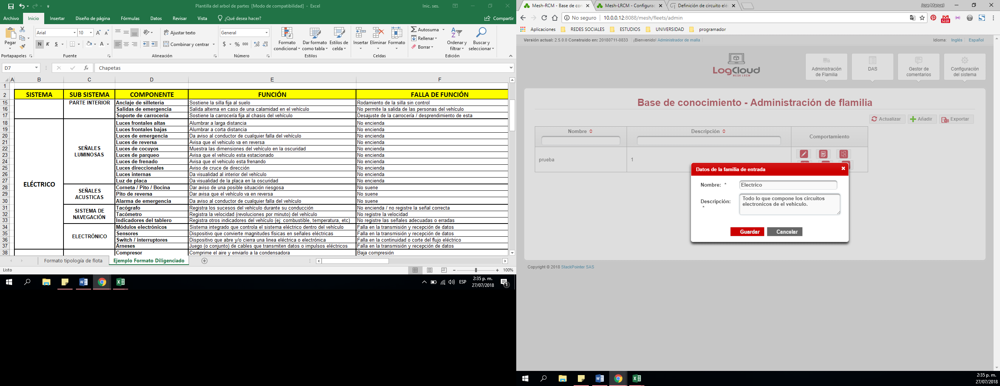 Plantilla del arbol de partes [Modo de compatibilidad] - Excel
Inic. ses.
Archivo Inicio Insertar Diseño de página Fórmulas Datos Revisar Vista ¿Qué desea hacer? Compartir
Pegar
Arial 10
N K S
Ajustar texto
Combinar y centrar
General
$ % 000
Formato condicional
Dar formato como tabla
Estilos de celda
Insertar Eliminar Formato
Autosuma
Rellenar
Borrar
Ordenar y filtrar
Buscar y seleccionar
Portapapeles Fuente Alineación Número Estilos Celdas Edición
D7 fx Chapetas
A B C D E F
1
2 SISTEMA SUB SISTEMA COMPONENTE FUNCIÓN FALLA DE FUNCIÓN
15 PARTE INTERIOR Anclaje de silletería Sostiene la silla fija al suelo Rodamiento de la silla sin control
16 Salidas de emergencia Salida alterna en caso de una calamidad en el vehículo No permite la salida de las personas del vehículo
17 Soporte de carrocería Sostiene la carrocería fija al chasis del vehículo Desajuste de la carrocería / desprendimiento de esta
18 Luces frontales altas Alumbrar a larga distancia No encienda
19 Luces frontales bajas Alumbrar a corta distancia No encienda
20 Luces de emergencia Da aviso al conductor de cualquier falla del vehículo No encienda
21 Luces de reversa Avisa que el vehiculo va en reversa No encienda
22 SEÑALES LUMINOSAS Luces de cocuyos Muestra las dimensiones del vehículo en la oscuridad No encienda
23 Luces de parqueo Avisa que el vehiculo esta estacionado No encienda
24 Luces de frenado Avisa que el vehiculo esta frenando No encienda
25 Luces direccionales Aviso de cruce de dirección No encienda
26 Luces internas Da visualidad al interior del vehículo No encienda
27 Luz de placa Da visualidad de la placa en la oscuridad No encienda
ELÉCTRICO
28 Corneta / Pito / Bocina Dar aviso de una posible situación riesgosa No suene
29 SEÑALES ACUSTICAS Pito de reversa Dar avisa que el vehículo va en reversa No suene
30 Alarma de emergencia Da aviso al conductor de cualquier falla del vehículo No suene
31 Tacógrafo Registra los sucesos del vehículo durante su conducción No encienda / no registre la señal correcta
32 SISTEMA DE NAVEGACIÓN Tacómetro Registra la velocidad (revoluciones por minuto) del vehículo No registre la velocidad
33 Indicadores del tablero Registra otros indicadores del vehículo (ej: combustible, temperatura, etc) No registre las señales adecuadas o erradas
34 Módulos electrónicos Sistema integrado que controla el sistema eléctrico dentro del vehículo Falla en la transmisión y recepción de datos
35 ELECTRÓNICO Sensores Dispositivo que convierte magnitudes físicas en señales eléctricas Falla en la transmisión y recepción de datos
36 Switch / interruptores Dispositivo que abre y/o cierra una linea eléctrica o electrónica Falla en la continuidad o corte del flujo eléctrico
37 Arneses Juego (o conjunto) de cables que transmiten datos o impulsos eléctricos Falla en la transmisión y recepción de datos
38 Compresor Comprime el aire y enviarlo a la condensadora Baja compresión
Formato tipología de flota Ejemplo Formato Diligenciado
Listo
100%
ESP
2:35 p. m.
27/07/2018
1
Mesh-RCM - Base de con
Mesh-LRCM - Configurac
Definición de circuito elé
Jose Manuel
No seguro 10.0.0.12:8088/mesh/fleets/admin
5228
Aplicaciones REDES SOCIALES ESTUDIOS UNIVERSIDAD programador
Versión actual: 2.5.0.0 Construido en: 20180711-0833 ¡Bienvenido! Administrador de malla
Idioma: Inglés Español
LogCloud
MESH LRCM
Administración de Flamilia
DAS
Gestor de comentarios
Configuración del sistema
Base de conocimiento - Administración de flamilia
Actualizar Añadir Exportar
Nombre Descripción Comportamiento
prueba 1
Datos de la familia de entrada
Nombre: * Electrico
Descripción: *
Todo lo que compone los circuitos
electronicos de el vehiculo.
Guardar Cancelar
Copyright © 2018 StackPointer SAS
2:35 p. m.
27/07/2018